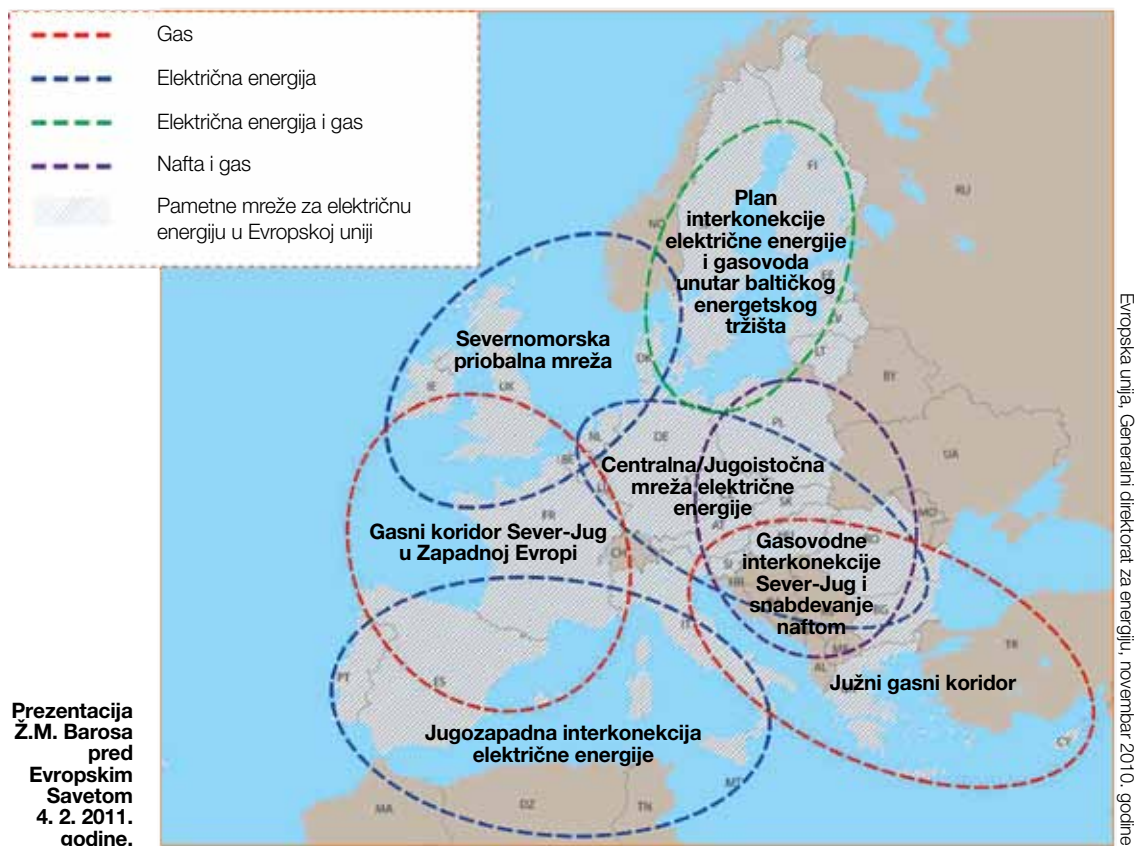 Gas
Električna energija
Električna energija i gas
Nafta i gas
Pametne mreže za električnu
energiju u Evropskoj uniji
FI
RU
NO
Plan
interkonekcije
električne energije
i gasovoda
unutar baltičkog
energetskog
tržišta
EE
LV
LT
Severnomorska
priobalna mreža
DK
IE
UK
BY
NL
DE
PL
BE
UA
Centralna/Jugoistočna
mreža električne
energije
SK
AT
FR
MO
Gasni koridor Sever-Jug
u Zapadnoj Evropi
CH
Gasovodne
interkonekcije
Sever-Jug i
snabdevanje
naftom
SI
HR
BG
IT
AL
TR
Južni gasni koridor
PT
ES
Jugozapadna interkonekcija
električne energije
CY
MT
MA
DZ
TN
Prezentacija
Ž.M. Barosa
pred
Evropskim
Savetom
4. 2. 2011.
godine.
Evropska unija, Generalni direktorat za energiju, novembar 2010. godine